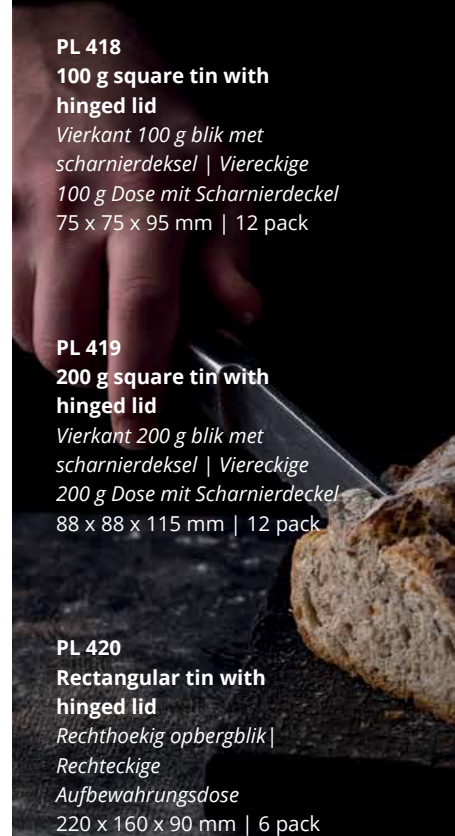 PL 418
100 g square tin with
hinged lid
Vierkant 100 g blik met
scharnierdeksel | Viereckige
100 g Dose mit Scharnierdeckel
75 x 75 x 95 mm | 12 pack
PL 419
200 g square tin with
hinged lid
Vierkant 200 g blik met
scharnierdeksel | Viereckige
200 g Dose mit Scharnierdeckel
88 x 88 x 115 mm | 12 pack
PL 420
Rectangular tin with
hinged lid
Rechthoekig opbergblik|
Rechteckige
Aufbewahrungsdose
220 x 160 x 90 mm | 6 pack